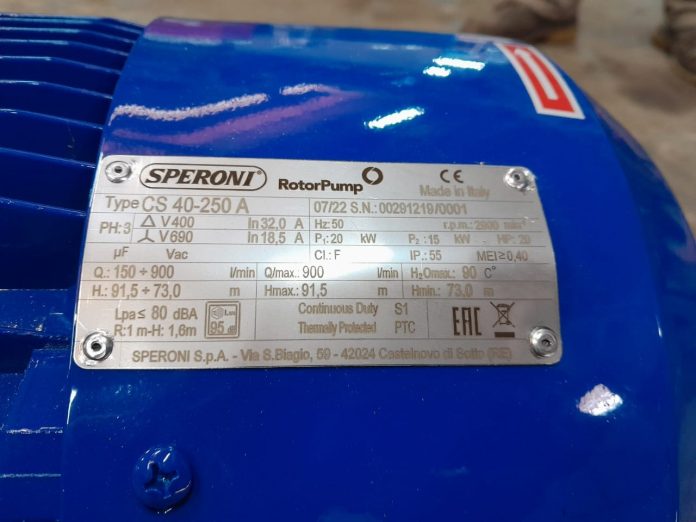 SPERONI RotorPump CE
Made in Italy
Type CS 40-250 A 07/22 S.N.: 00291219/0001
PH: 3 Δ V 400 In 32,0 A Hz: 50 r.p.m.: 2900 min⁻¹
Y V 690 In 18,5 A P₁: 20 kW P₂: 15 kW HP: 20
µF Vac Cl.: F IP.: 55 MEI≥0,40
Q.: 150 ÷ 900 l/min Q/max.: 900 l/min H₂Omax.: 90 C°
H.: 91,5 ÷ 73,0 m Hmax.: 91,5 m Hmin.: 73,0 m
Lpa≤ 80 dBA Continuous Duty S1
R:1 m-H: 1,6m 95 dB Thermally Protected PTC EAC
SPERONI S.p.A. - Via S.Biagio, 59 - 42024 Castelnovo di Sotto (RE)